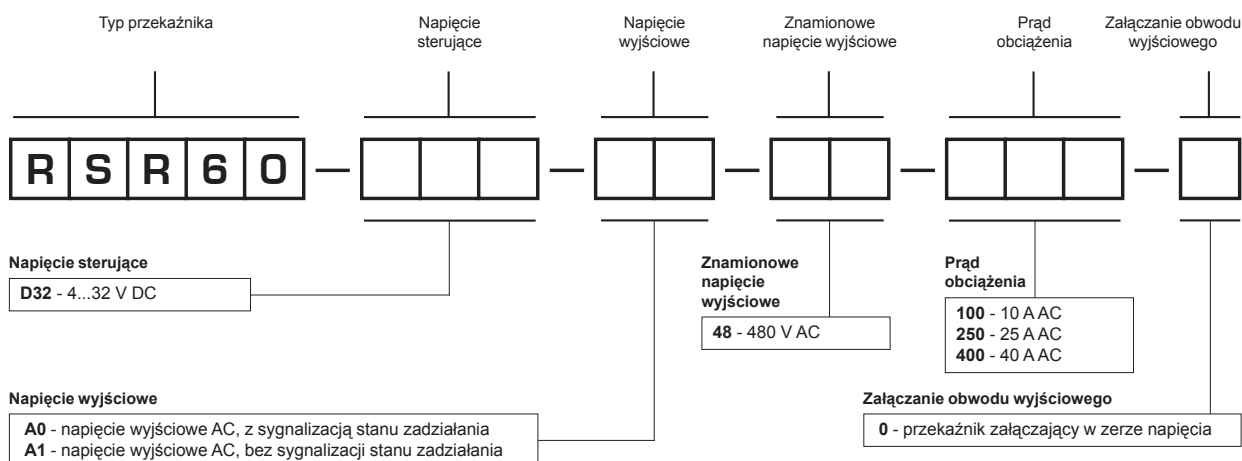 Typ przekaźnika
Napięcie
sterujące
Napięcie
wyjściowe
Znamionowe
napięcie wyjściowe
Prąd
obciążenia
Załączanie obwodu
wyjściowego
RSR60 — — — — —
Napięcie sterujące
D32 - 4...32 V DC
Znamionowe
napięcie
wyjściowe
48 - 480 V AC
Prąd
obciążenia
100 - 10 A AC
250 - 25 A AC
400 - 40 A AC
Napięcie wyjściowe
A0 - napięcie wyjściowe AC, z sygnalizacją stanu zadziałania
A1 - napięcie wyjściowe AC, bez sygnalizacji stanu zadziałania
Załączanie obwodu wyjściowego
0 - przekaźnik załączający w zerze napięcia